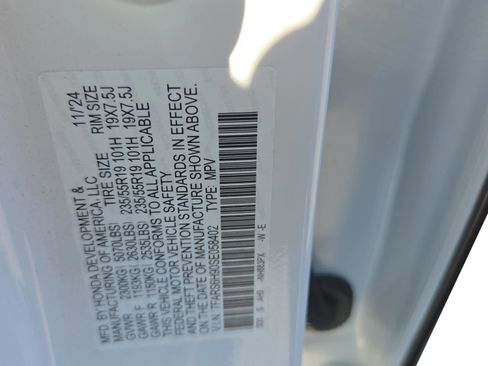 MFD. BY HONDA DEVELOPMENT &
MANUFACTURING OF AMERICA, LLC 11/'24
TIRE SIZE RIM SIZE
GVWR 2300KG( 5070LBS)
GAWR F 1193KG( 2630LBS) 235/55R19 101H 19X7.5J
GAWR R 1150KG( 2535LBS) 235/55R19 101H 19X7.5J
THIS VEHICLE CONFORMS TO ALL APPLICABLE
FEDERAL MOTOR VEHICLE SAFETY
AND THEFT PREVENTION STANDARDS IN EFFECT
ON THE DATE OF MANUFACTURE SHOWN ABOVE.
V.I.N. 7FARS6H90SE058402 TYPE: MPV
NH883PX -W -E